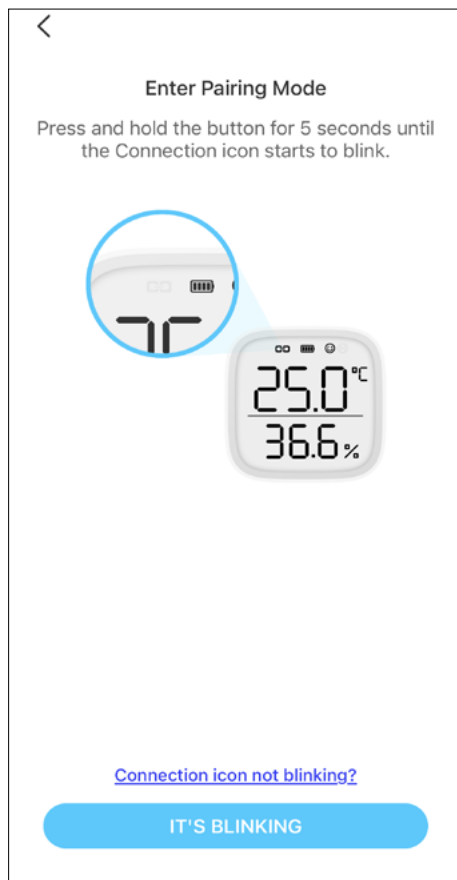 Enter Pairing Mode
Press and hold the button for 5 seconds until
the Connection icon starts to blink.
25.0°C
36.6%
Connection icon not blinking?
IT'S BLINKING